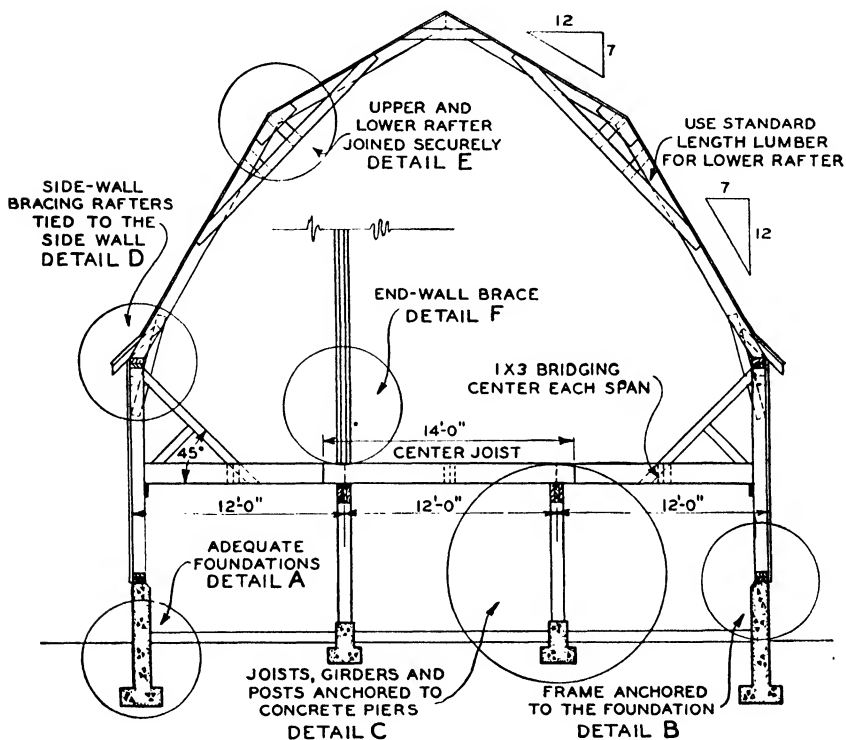 12
7
UPPER AND
LOWER RAFTER
JOINED SECURELY
DETAIL E
USE STANDARD
LENGTH LUMBER
FOR LOWER RAFTER
SIDE-WALL
BRACING RAFTERS
TIED TO THE
SIDE WALL
DETAIL D
7
12
END-WALL BRACE
DETAIL F
1X3 BRIDGING
CENTER EACH SPAN
14'-0"
CENTER JOIST
45°
12'-0"
12'-0"
12'-0"
ADEQUATE
FOUNDATIONS
DETAIL A
JOISTS, GIRDERS AND
POSTS ANCHORED TO
CONCRETE PIERS
DETAIL C
FRAME ANCHORED
TO THE FOUNDATION
DETAIL B